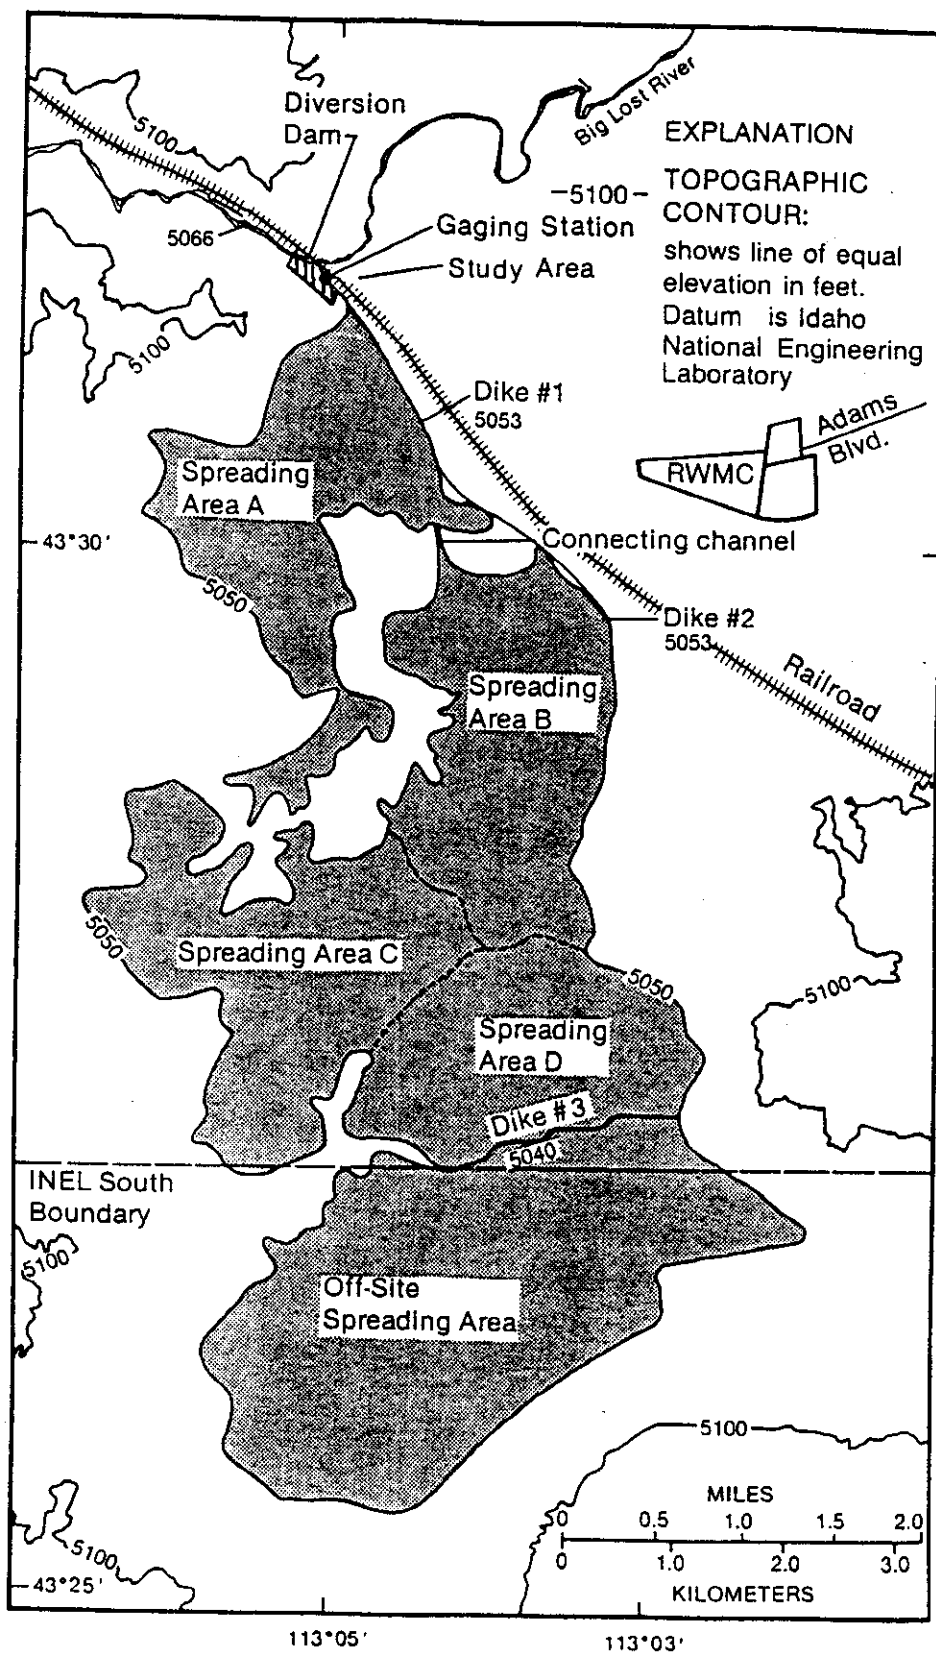 Diversion
Dam
Big Lost River
EXPLANATION
-5100-
TOPOGRAPHIC
CONTOUR:
shows line of equal
elevation in feet.
Datum is Idaho
National Engineering
Laboratory
5100
5066
Gaging Station
Study Area
5100
Dike #1
5053
Adams
Blvd.
RWMC
Spreading
Area A
43°30'
Connecting channel
5050
Dike #2
5053
Railroad
Spreading
Area B
5050
Spreading Area C
5050
5100
Spreading
Area D
Dike #3
5040
INEL South
Boundary
5100
Off-Site
Spreading Area
5100
MILES
0 0.5 1.0 1.5 2.0
0 1.0 2.0 3.0
KILOMETERS
5100
43°25'
113°05' 113°03'